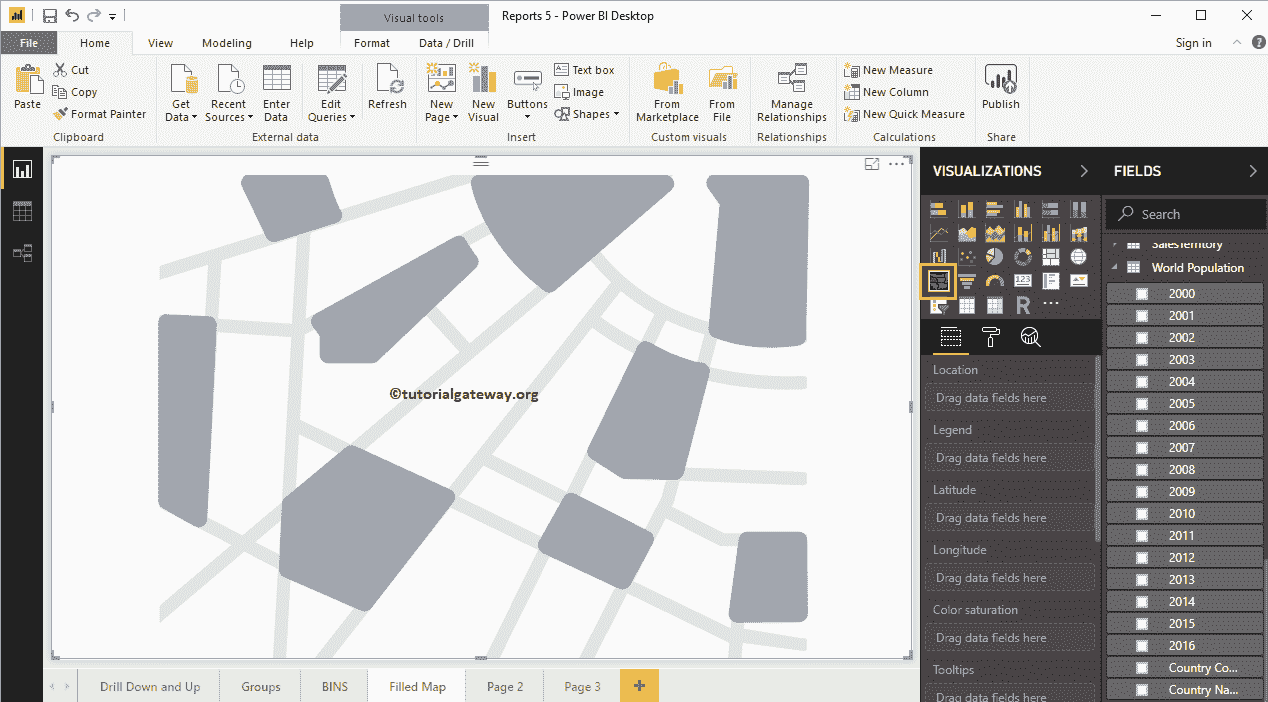 Visual tools
Reports 5 - Power BI Desktop
File
Home
View
Modeling
Help
Format
Data / Drill
Sign in
Paste
Cut
Copy
Format Painter
Clipboard
Get Data
Recent Sources
Enter Data
Edit Queries
External data
Refresh
New Page
New Visual
Buttons
Text box
Image
Shapes
Insert
From Marketplace
From File
Custom visuals
Manage Relationships
Relationships
New Measure
New Column
New Quick Measure
Calculations
Publish
Share
©tutorialgateway.org
VISUALIZATIONS
123
R
Location
Drag data fields here
Legend
Drag data fields here
Latitude
Drag data fields here
Longitude
Drag data fields here
Color saturation
Drag data fields here
Tooltips
Drag data fields here
FIELDS
Search
SalesTerritory
World Population
2000
2001
2002
2003
2004
2005
2006
2007
2008
2009
2010
2011
2012
2013
2014
2015
2016
Country Co...
Country Na...
Drill Down and Up
Groups
BINS
Filled Map
Page 2
Page 3